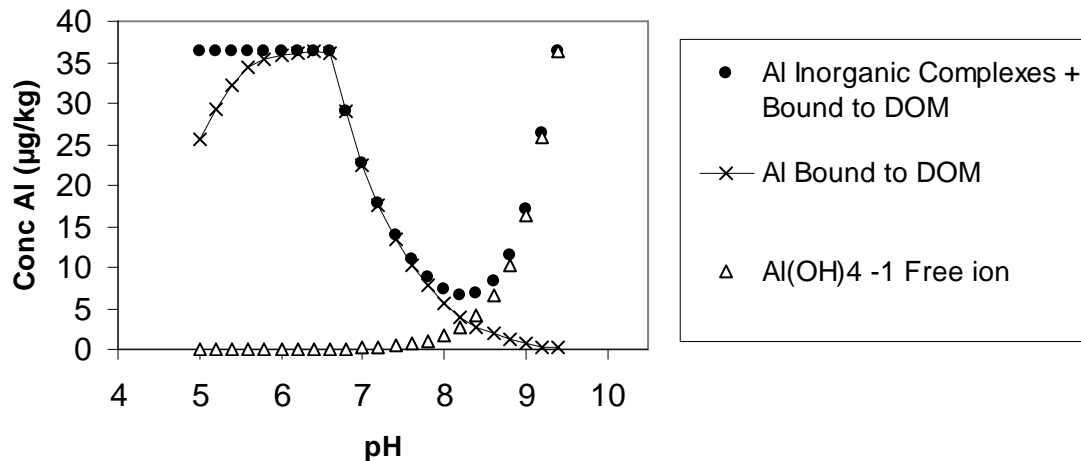 40
35
30
25
20
15
10
5
0
Conc Al (µg/kg)
4 5 6 7 8 9 10
pH
Al Inorganic Complexes +
Bound to DOM
Al Bound to DOM
Al(OH)4 -1 Free ion